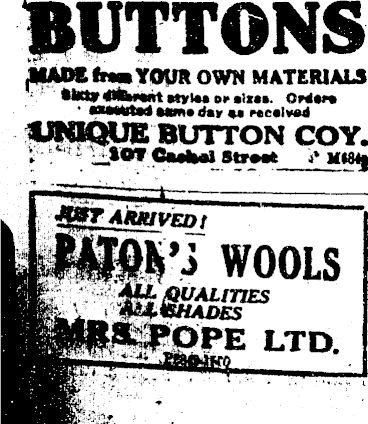 BUTTONS
MADE from YOUR OWN MATERIALS
Sixty different styles or sizes. Orders
executed same day as received
UNIQUE BUTTON COY.
107 Cashel Street
JUST ARRIVED!
PATON'S WOOLS
ALL QUALITIES
ALL SHADES
MRS. POPE LTD.